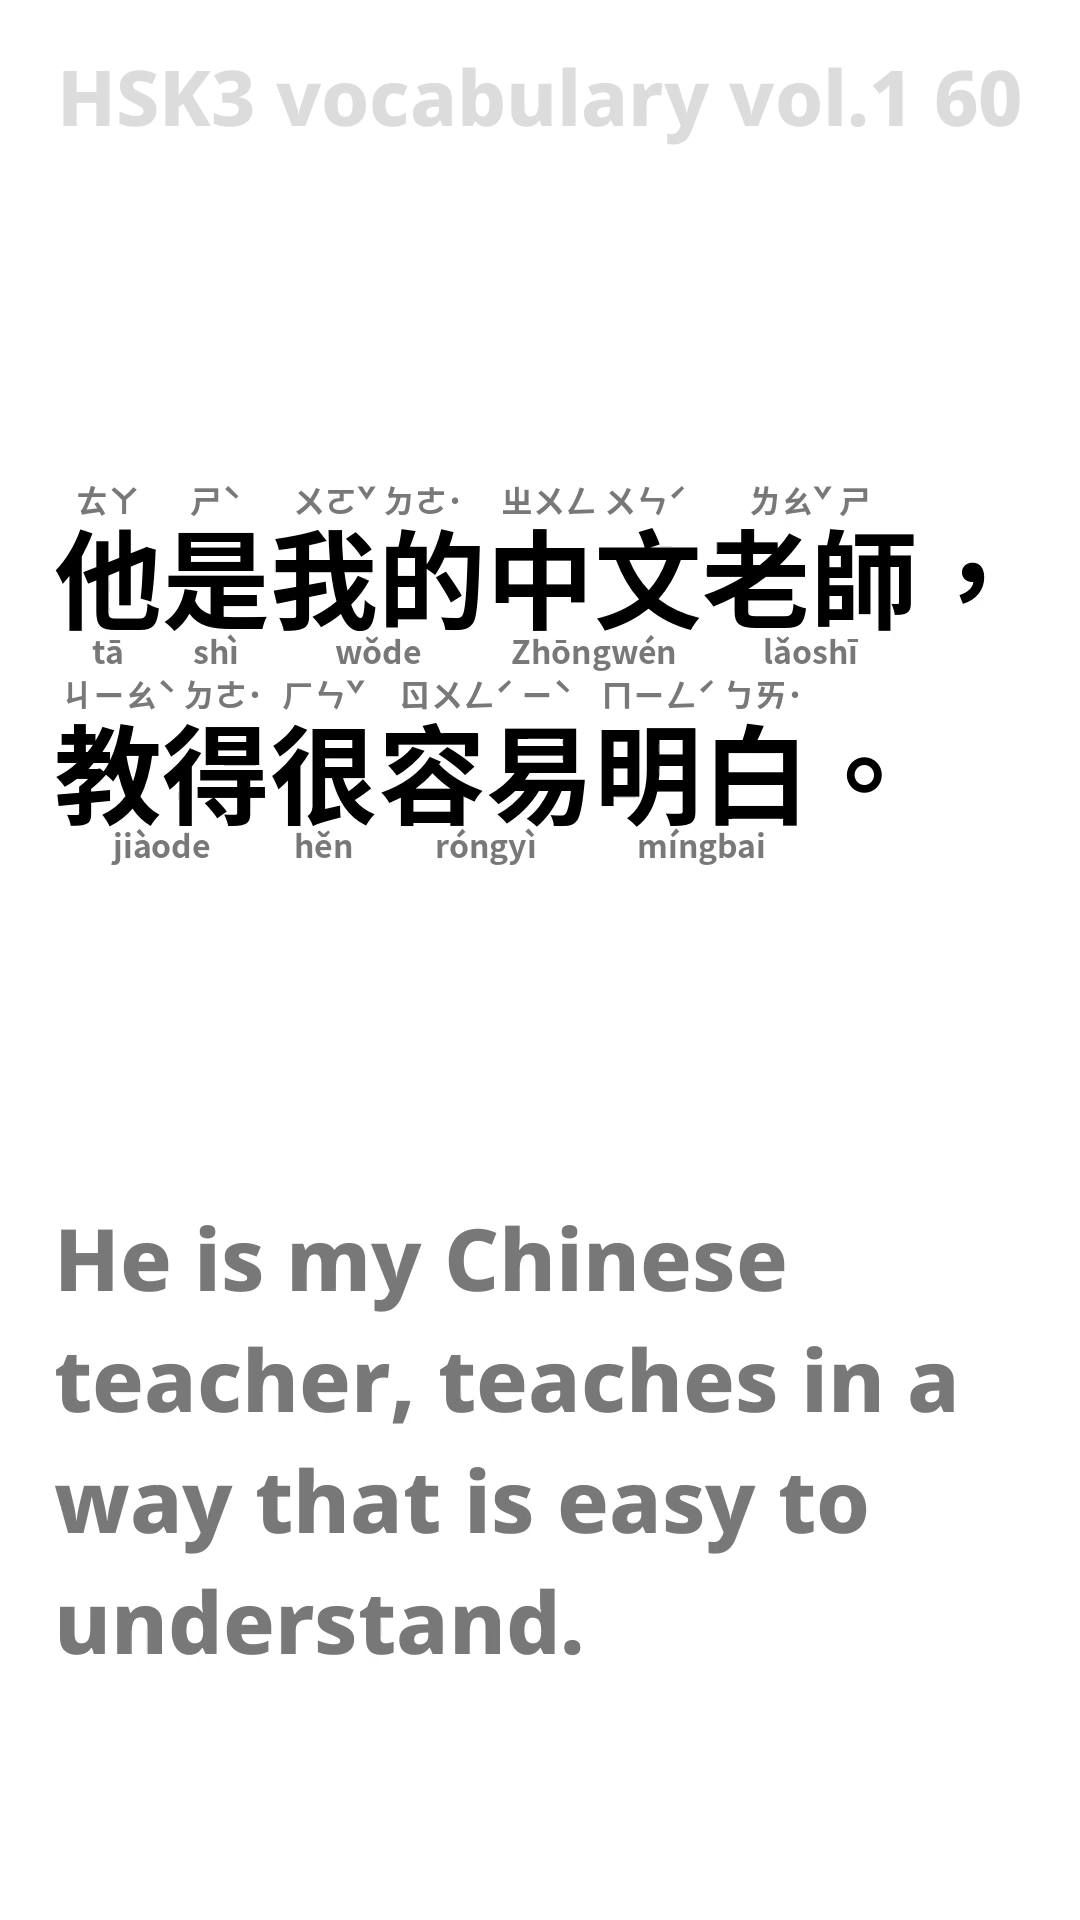 HSK3 vocabulary vol.1 60
ㄊㄚ ㄕˋ ㄨㄛˇ ㄉㄜ˙ ㄓㄨㄥ ㄨㄣˊ ㄌㄠˇ ㄕ
他是我的中文老師，
tā shì wǒde Zhōngwén lǎoshī
ㄐㄧㄠˋ ㄉㄜ˙ ㄏㄣˇ ㄖㄨㄥˊ ㄧˋ ㄇㄧㄥˊ ㄅㄞ˙
教得很容易明白。
jiàode hěn róngyì míngbai
He is my Chinese
teacher, teaches in a
way that is easy to
understand.